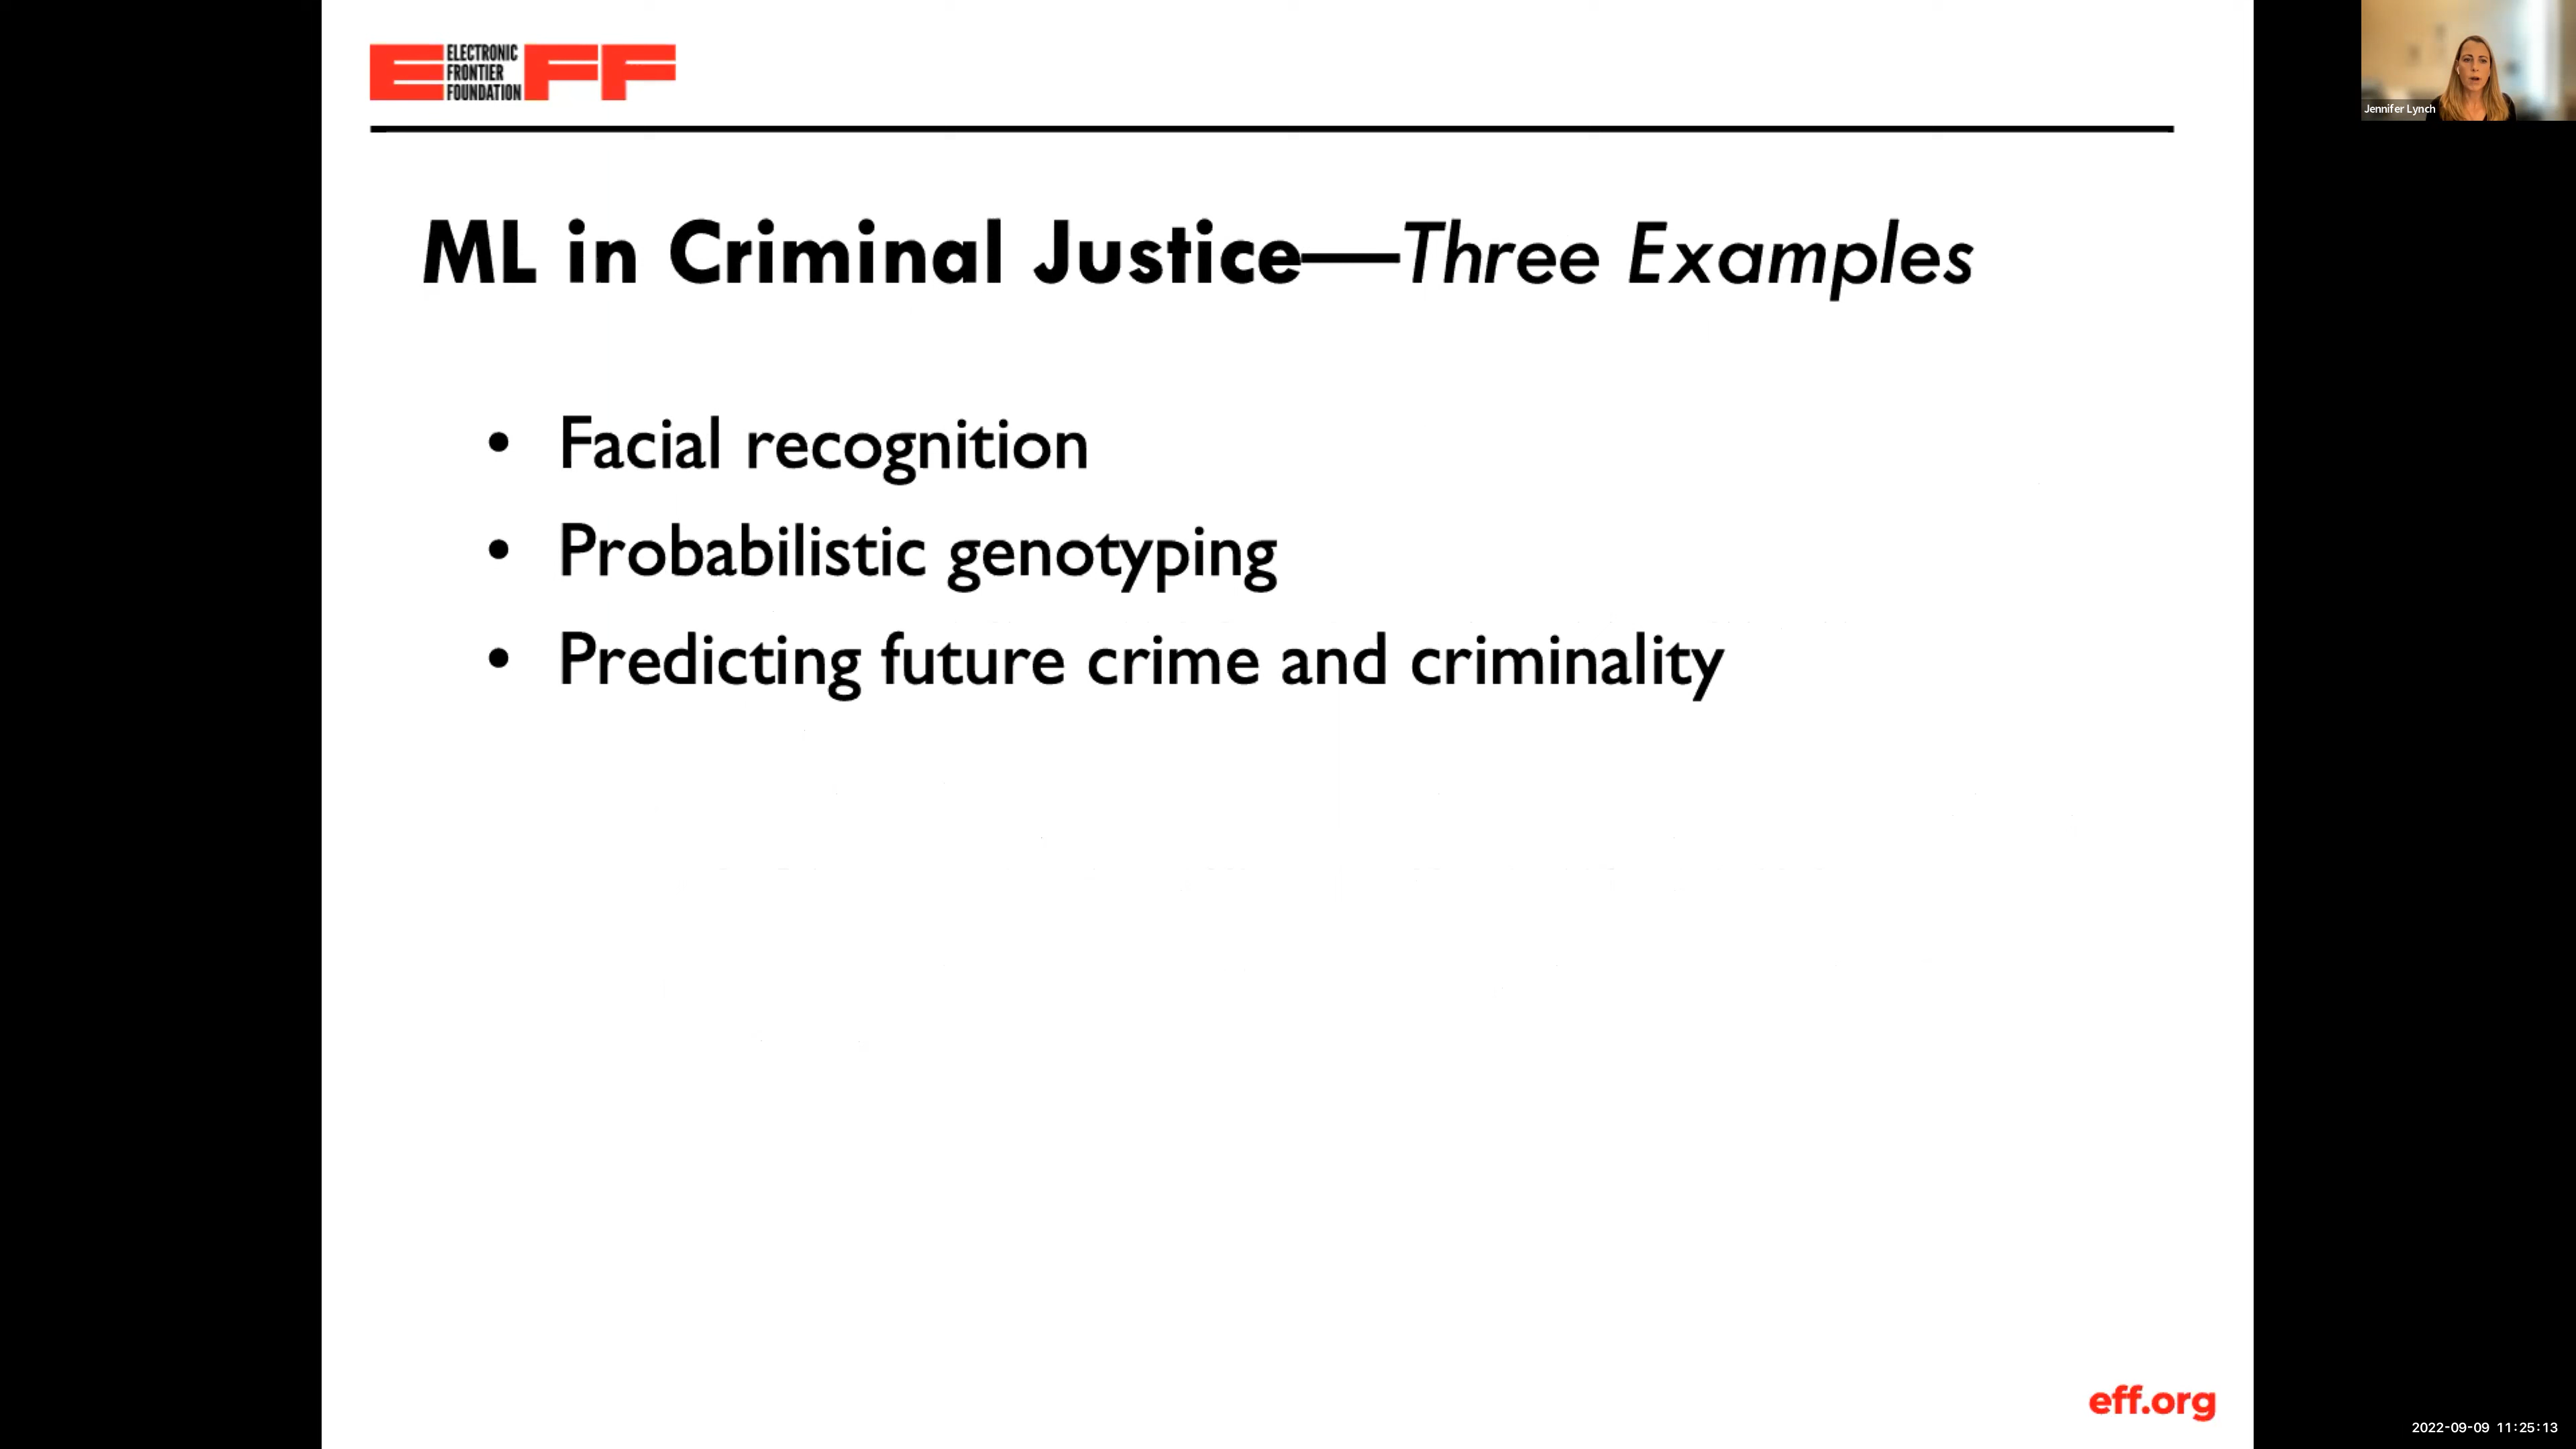 ELECTRONIC
FRONTIER
FOUNDATION
EFF
Jennifer Lynch
ML in Criminal Justice—Three Examples
• Facial recognition
• Probabilistic genotyping
• Predicting future crime and criminality
eff.org
2022-09-09 11:25:13